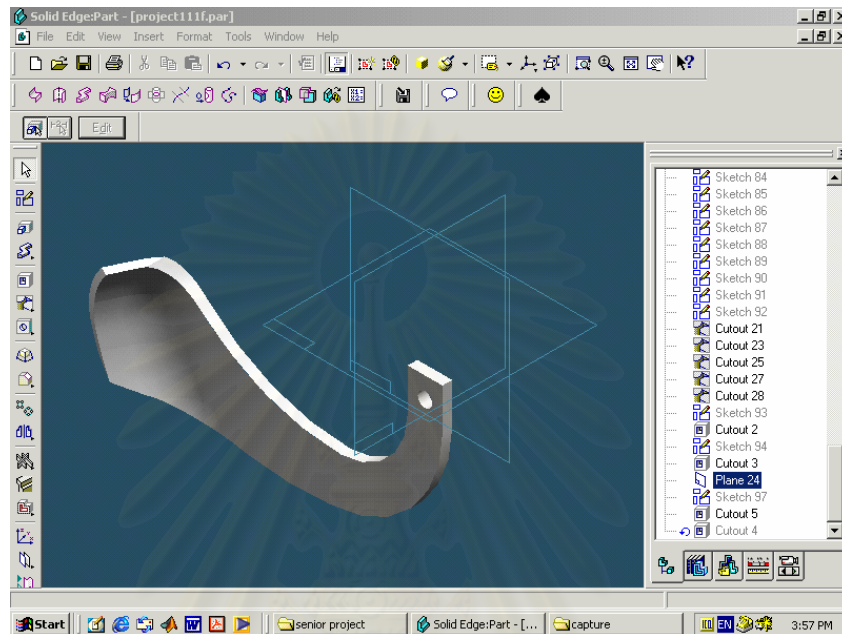 Solid Edge:Part - [project111f.par]
File Edit View Insert Format Tools Window Help
Edit
Sketch 84
Sketch 85
Sketch 86
Sketch 87
Sketch 88
Sketch 89
Sketch 90
Sketch 91
Sketch 92
Cutout 21
Cutout 23
Cutout 25
Cutout 27
Cutout 28
Sketch 93
Cutout 2
Sketch 94
Cutout 3
Plane 24
Sketch 97
Cutout 5
Cutout 4
Start senior project Solid Edge:Part - [... capture EN 3:57 PM